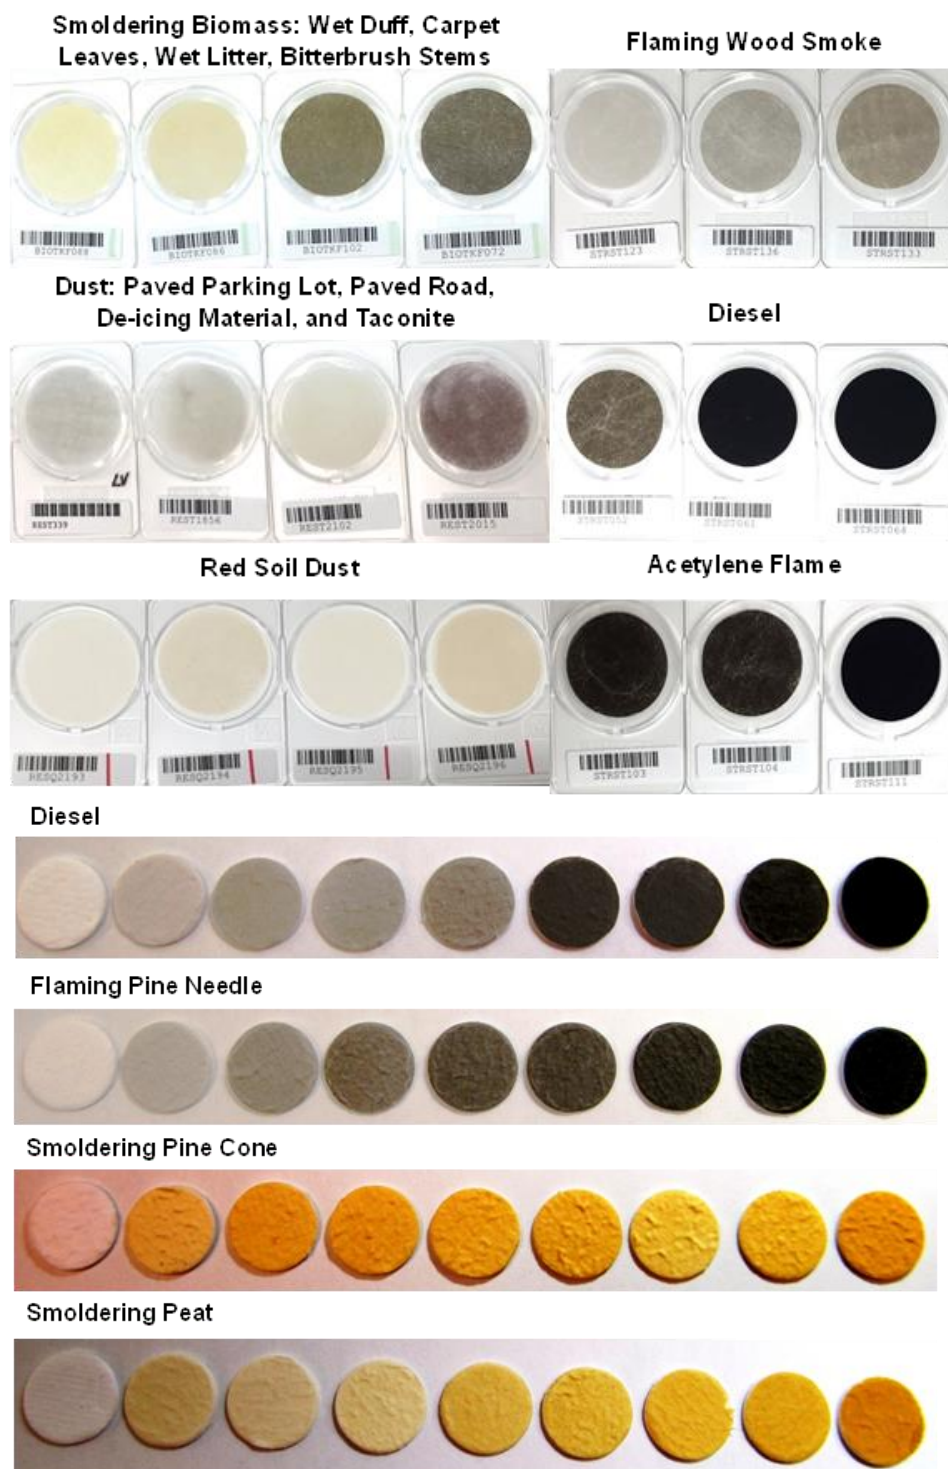 Smoldering Biomass: Wet Duff, Carpet
Leaves, Wet Litter, Bitterbrush Stems
Flaming Wood Smoke
BIOTKF088
BIOTKF086
BIOTKF102
BIOTKF072
STRST123
STRST136
STRST133
Dust: Paved Parking Lot, Paved Road,
De-icing Material, and Taconite
Diesel
LV
REST339
REST1856
REST2102
REST2015
STRST052
STRST064
Red Soil Dust
Acetylene Flame
RESQ2193
RESQ2194
RESQ2195
RESQ2196
STRST103
STRST104
STRST111
Diesel
Flaming Pine Needle
Smoldering Pine Cone
Smoldering Peat